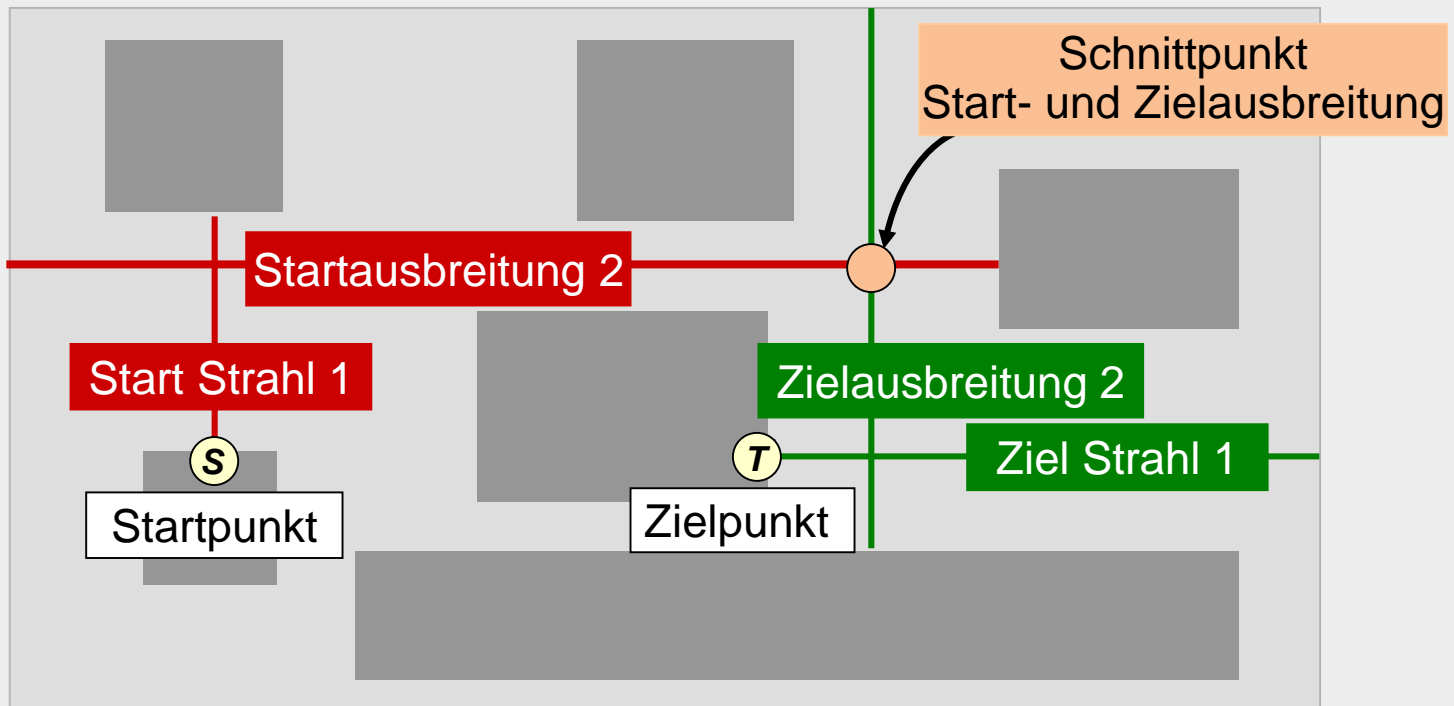 Schnittpunkt
Start- und Zielausbreitung
Startausbreitung 2
Start Strahl 1
Zielausbreitung 2
S
T
Ziel Strahl 1
Startpunkt
Zielpunkt